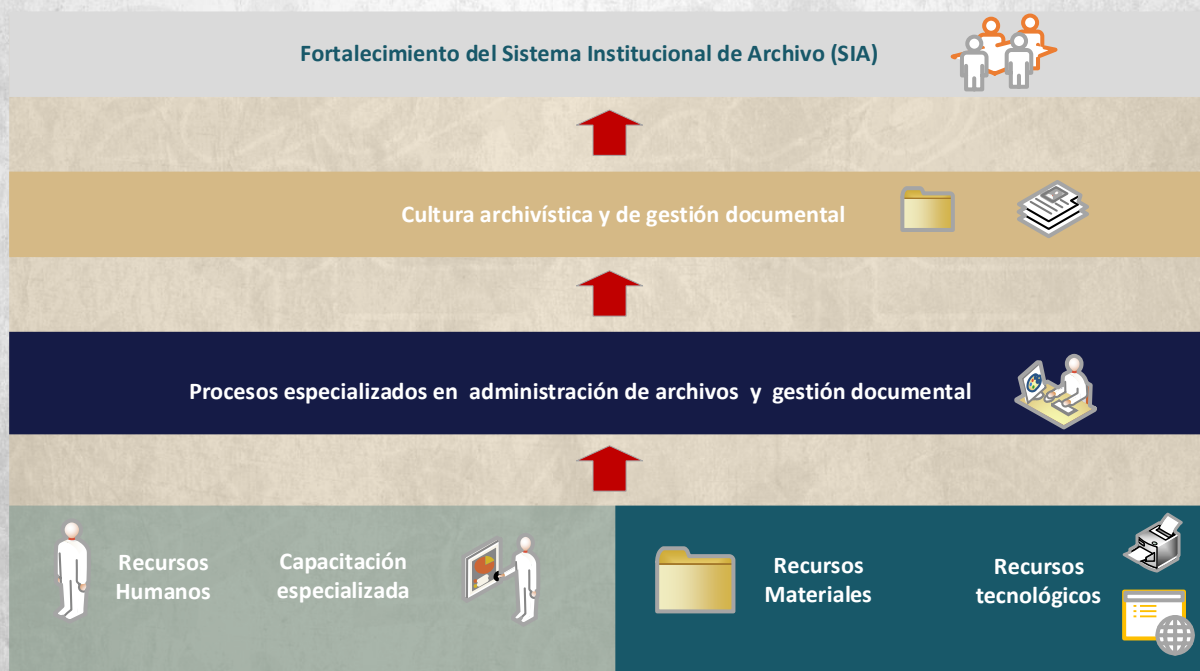 Fortalecimiento del Sistema Institucional de Archivo (SIA)
Cultura archivística y de gestión documental
Procesos especializados en administración de archivos y gestión documental
Recursos
Humanos
Capacitación
especializada
Recursos
Materiales
Recursos
tecnológicos